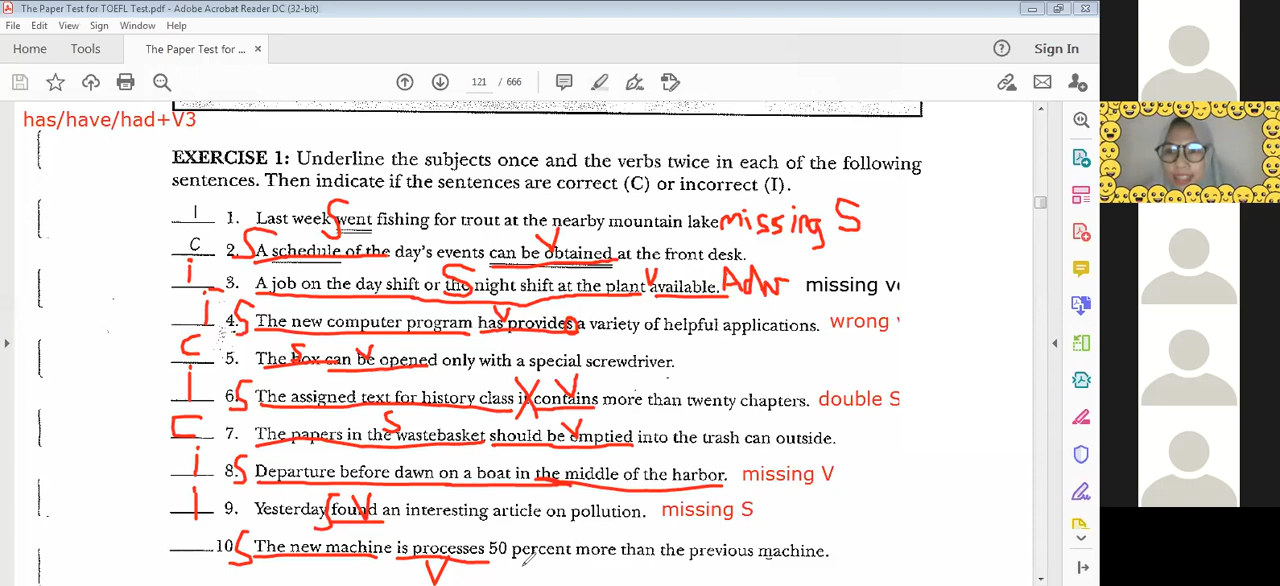 The Paper Test for TOEFL Test.pdf - Adobe Acrobat Reader DC (32-bit)
File Edit View Sign Window Help
Home Tools The Paper Test for ... × Sign In
121 / 666
has/have/had+V3
EXERCISE 1: Underline the subjects once and the verbs twice in each of the following
sentences. Then indicate if the sentences are correct (C) or incorrect (I).
I 1. Last week S went fishing for trout at the nearby mountain lake missing S
C 2. S A schedule of the day's events can be obtained V at the front desk.
i 3. A job on the day shift or the night shift at the plant S V available. Adv missing ve
I 4. S The new computer program has provides V a variety of helpful applications. wrong v
C 5. The box S can be opened V only with a special screwdriver.
I 6. S The assigned text for history class it X contains V more than twenty chapters. double S
C 7. The papers in the wastebasket S should be emptied V into the trash can outside.
i 8. S Departure before dawn on a boat in the middle of the harbor. missing V
I 9. Yesterday S found V an interesting article on pollution. missing S
10. S The new machine is processes V 50 percent more than the previous machine.